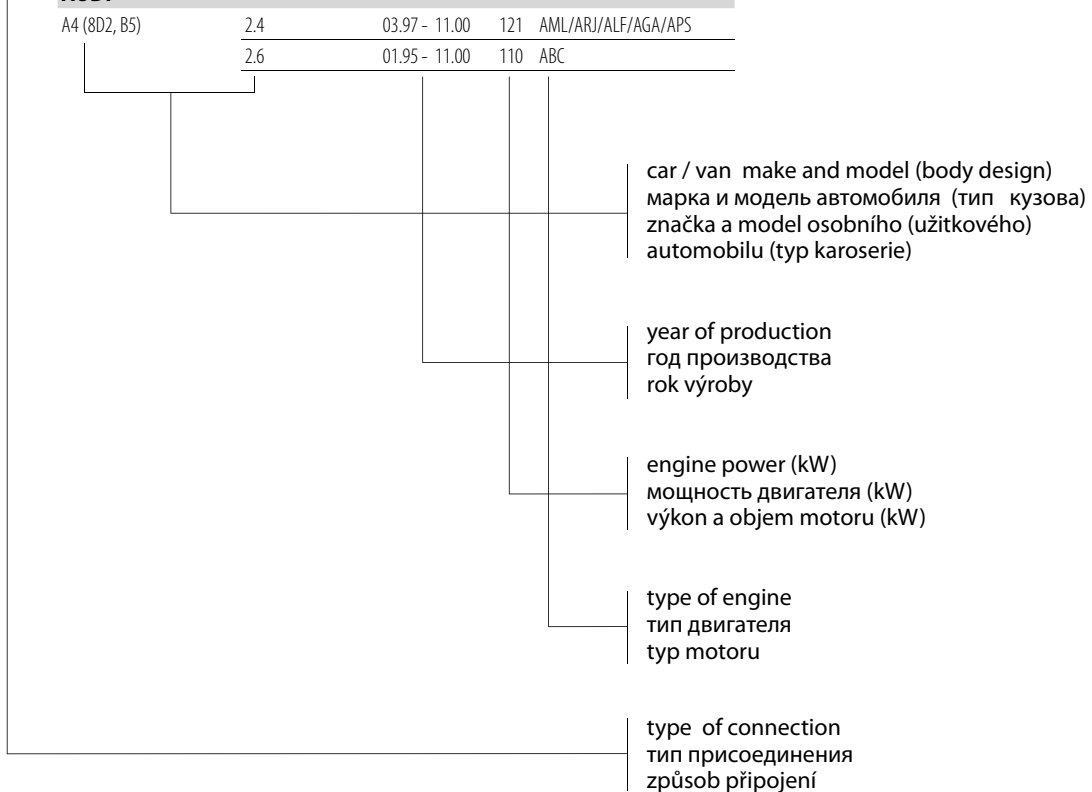 A4 (8D2, B5) 2.4 03.97 - 11.00 121 AML/ARJ/ALF/AGA/APS
2.6 01.95 - 11.00 110 ABC
car / van make and model (body design)
марка и модель автомобиля (тип кузова)
značka a model osobního (užitkového)
automobilu (typ karoserie)
year of production
год производства
rok výroby
engine power (kW)
мощность двигателя (kW)
výkon a objem motoru (kW)
type of engine
тип двигателя
typ motoru
type of connection
тип присоединения
způsob připojení